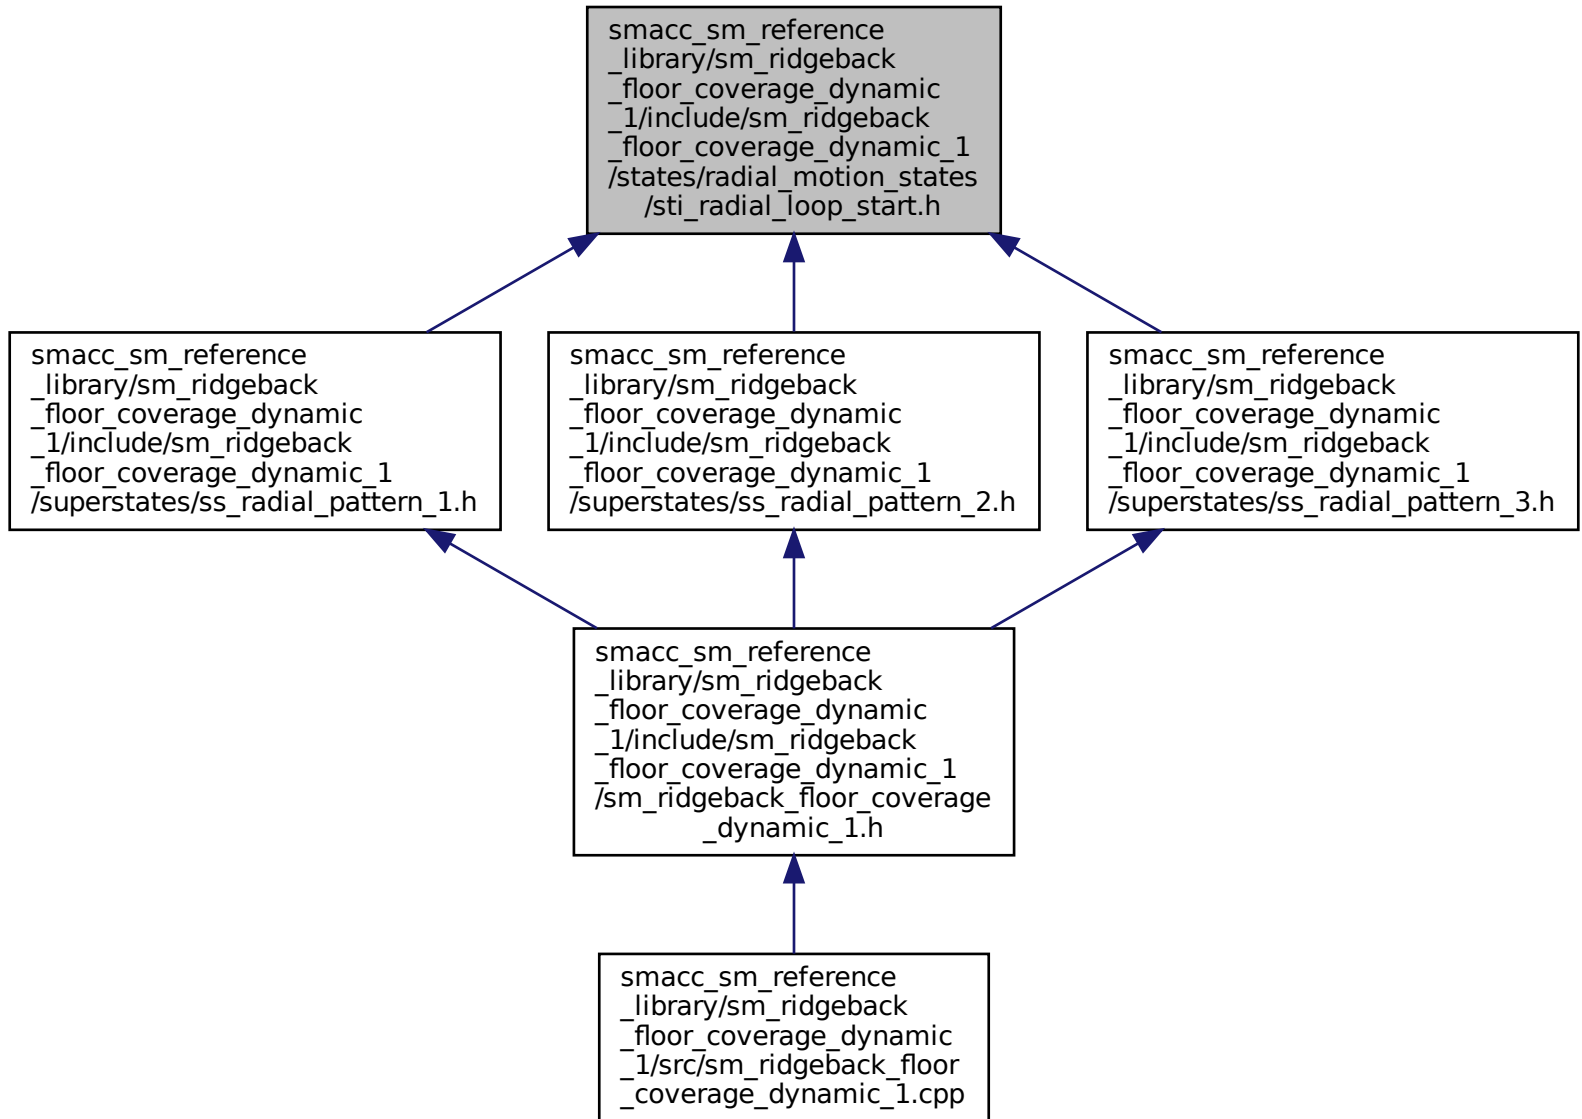 smacc_sm_reference
_library/sm_ridgeback
_floor_coverage_dynamic
_1/include/sm_ridgeback
_floor_coverage_dynamic_1
/states/radial_motion_states
/sti_radial_loop_start.h
smacc_sm_reference
_library/sm_ridgeback
_floor_coverage_dynamic
_1/include/sm_ridgeback
_floor_coverage_dynamic_1
/superstates/ss_radial_pattern_1.h
smacc_sm_reference
_library/sm_ridgeback
_floor_coverage_dynamic
_1/include/sm_ridgeback
_floor_coverage_dynamic_1
/superstates/ss_radial_pattern_2.h
smacc_sm_reference
_library/sm_ridgeback
_floor_coverage_dynamic
_1/include/sm_ridgeback
_floor_coverage_dynamic_1
/superstates/ss_radial_pattern_3.h
smacc_sm_reference
_library/sm_ridgeback
_floor_coverage_dynamic
_1/include/sm_ridgeback
_floor_coverage_dynamic_1
/sm_ridgeback_floor_coverage
_dynamic_1.h
smacc_sm_reference
_library/sm_ridgeback
_floor_coverage_dynamic
_1/src/sm_ridgeback_floor
_coverage_dynamic_1.cpp